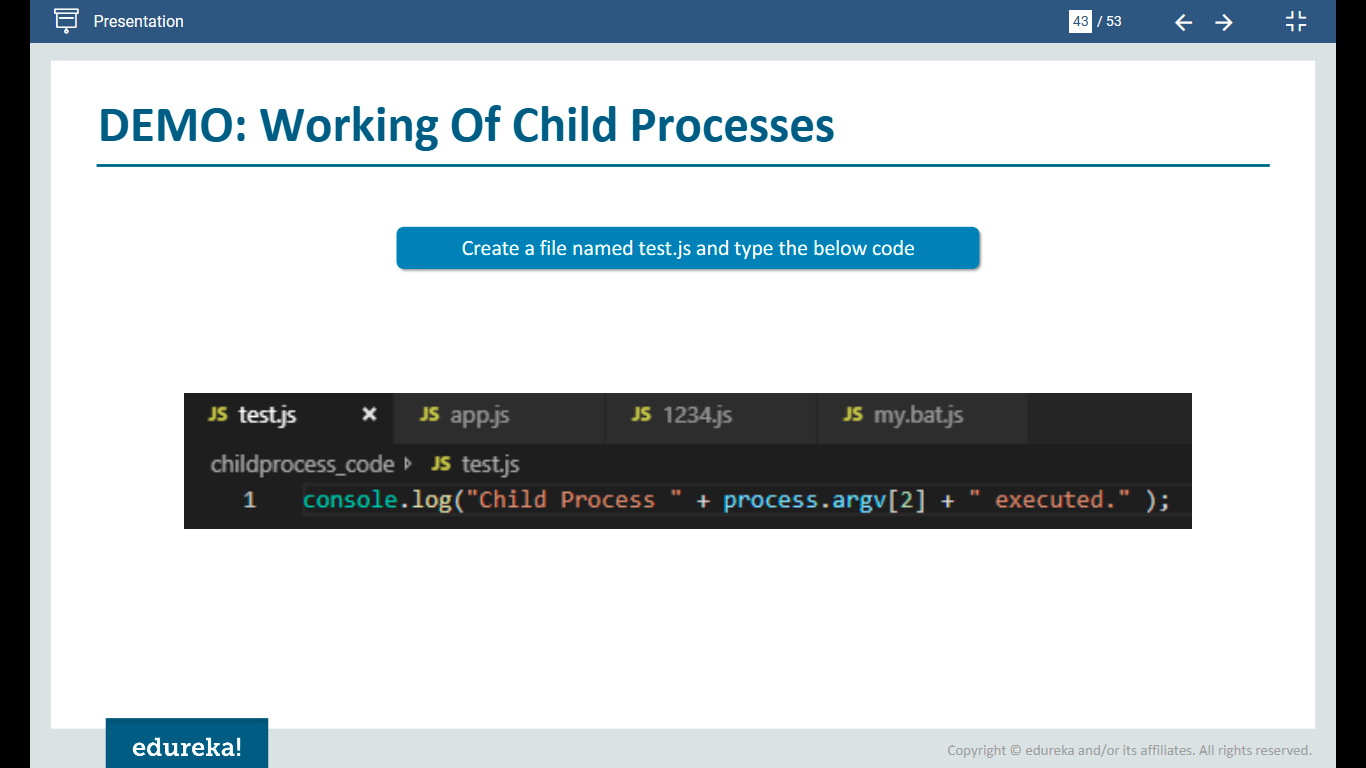 Presentation
43 / 53
DEMO: Working Of Child Processes
Create a file named test.js and type the below code
JS test.js × JS app.js JS 1234.js JS my.bat.js
childprocess_code JS test.js
1 console.log("Child Process " + process.argv[2] + " executed." );
edureka!
Copyright © edureka and/or its affiliates. All rights reserved.